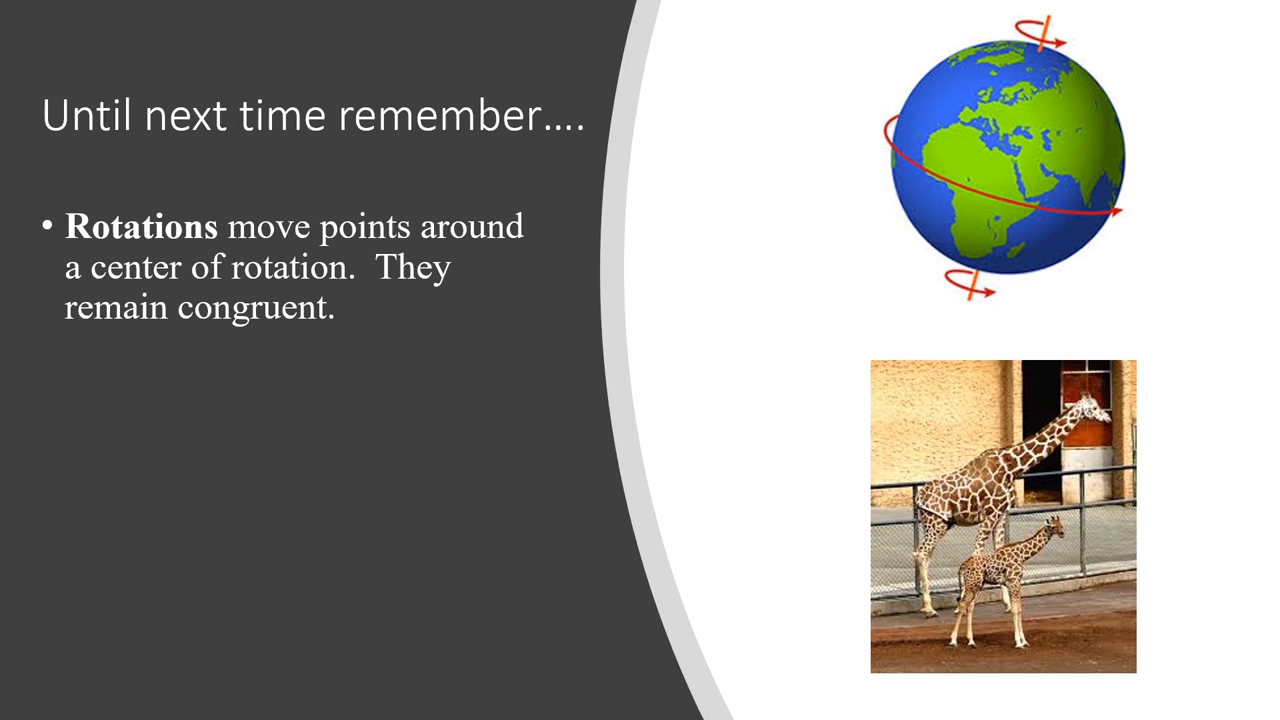 Until next time remember….
• Rotations move points around
a center of rotation.  They
remain congruent.